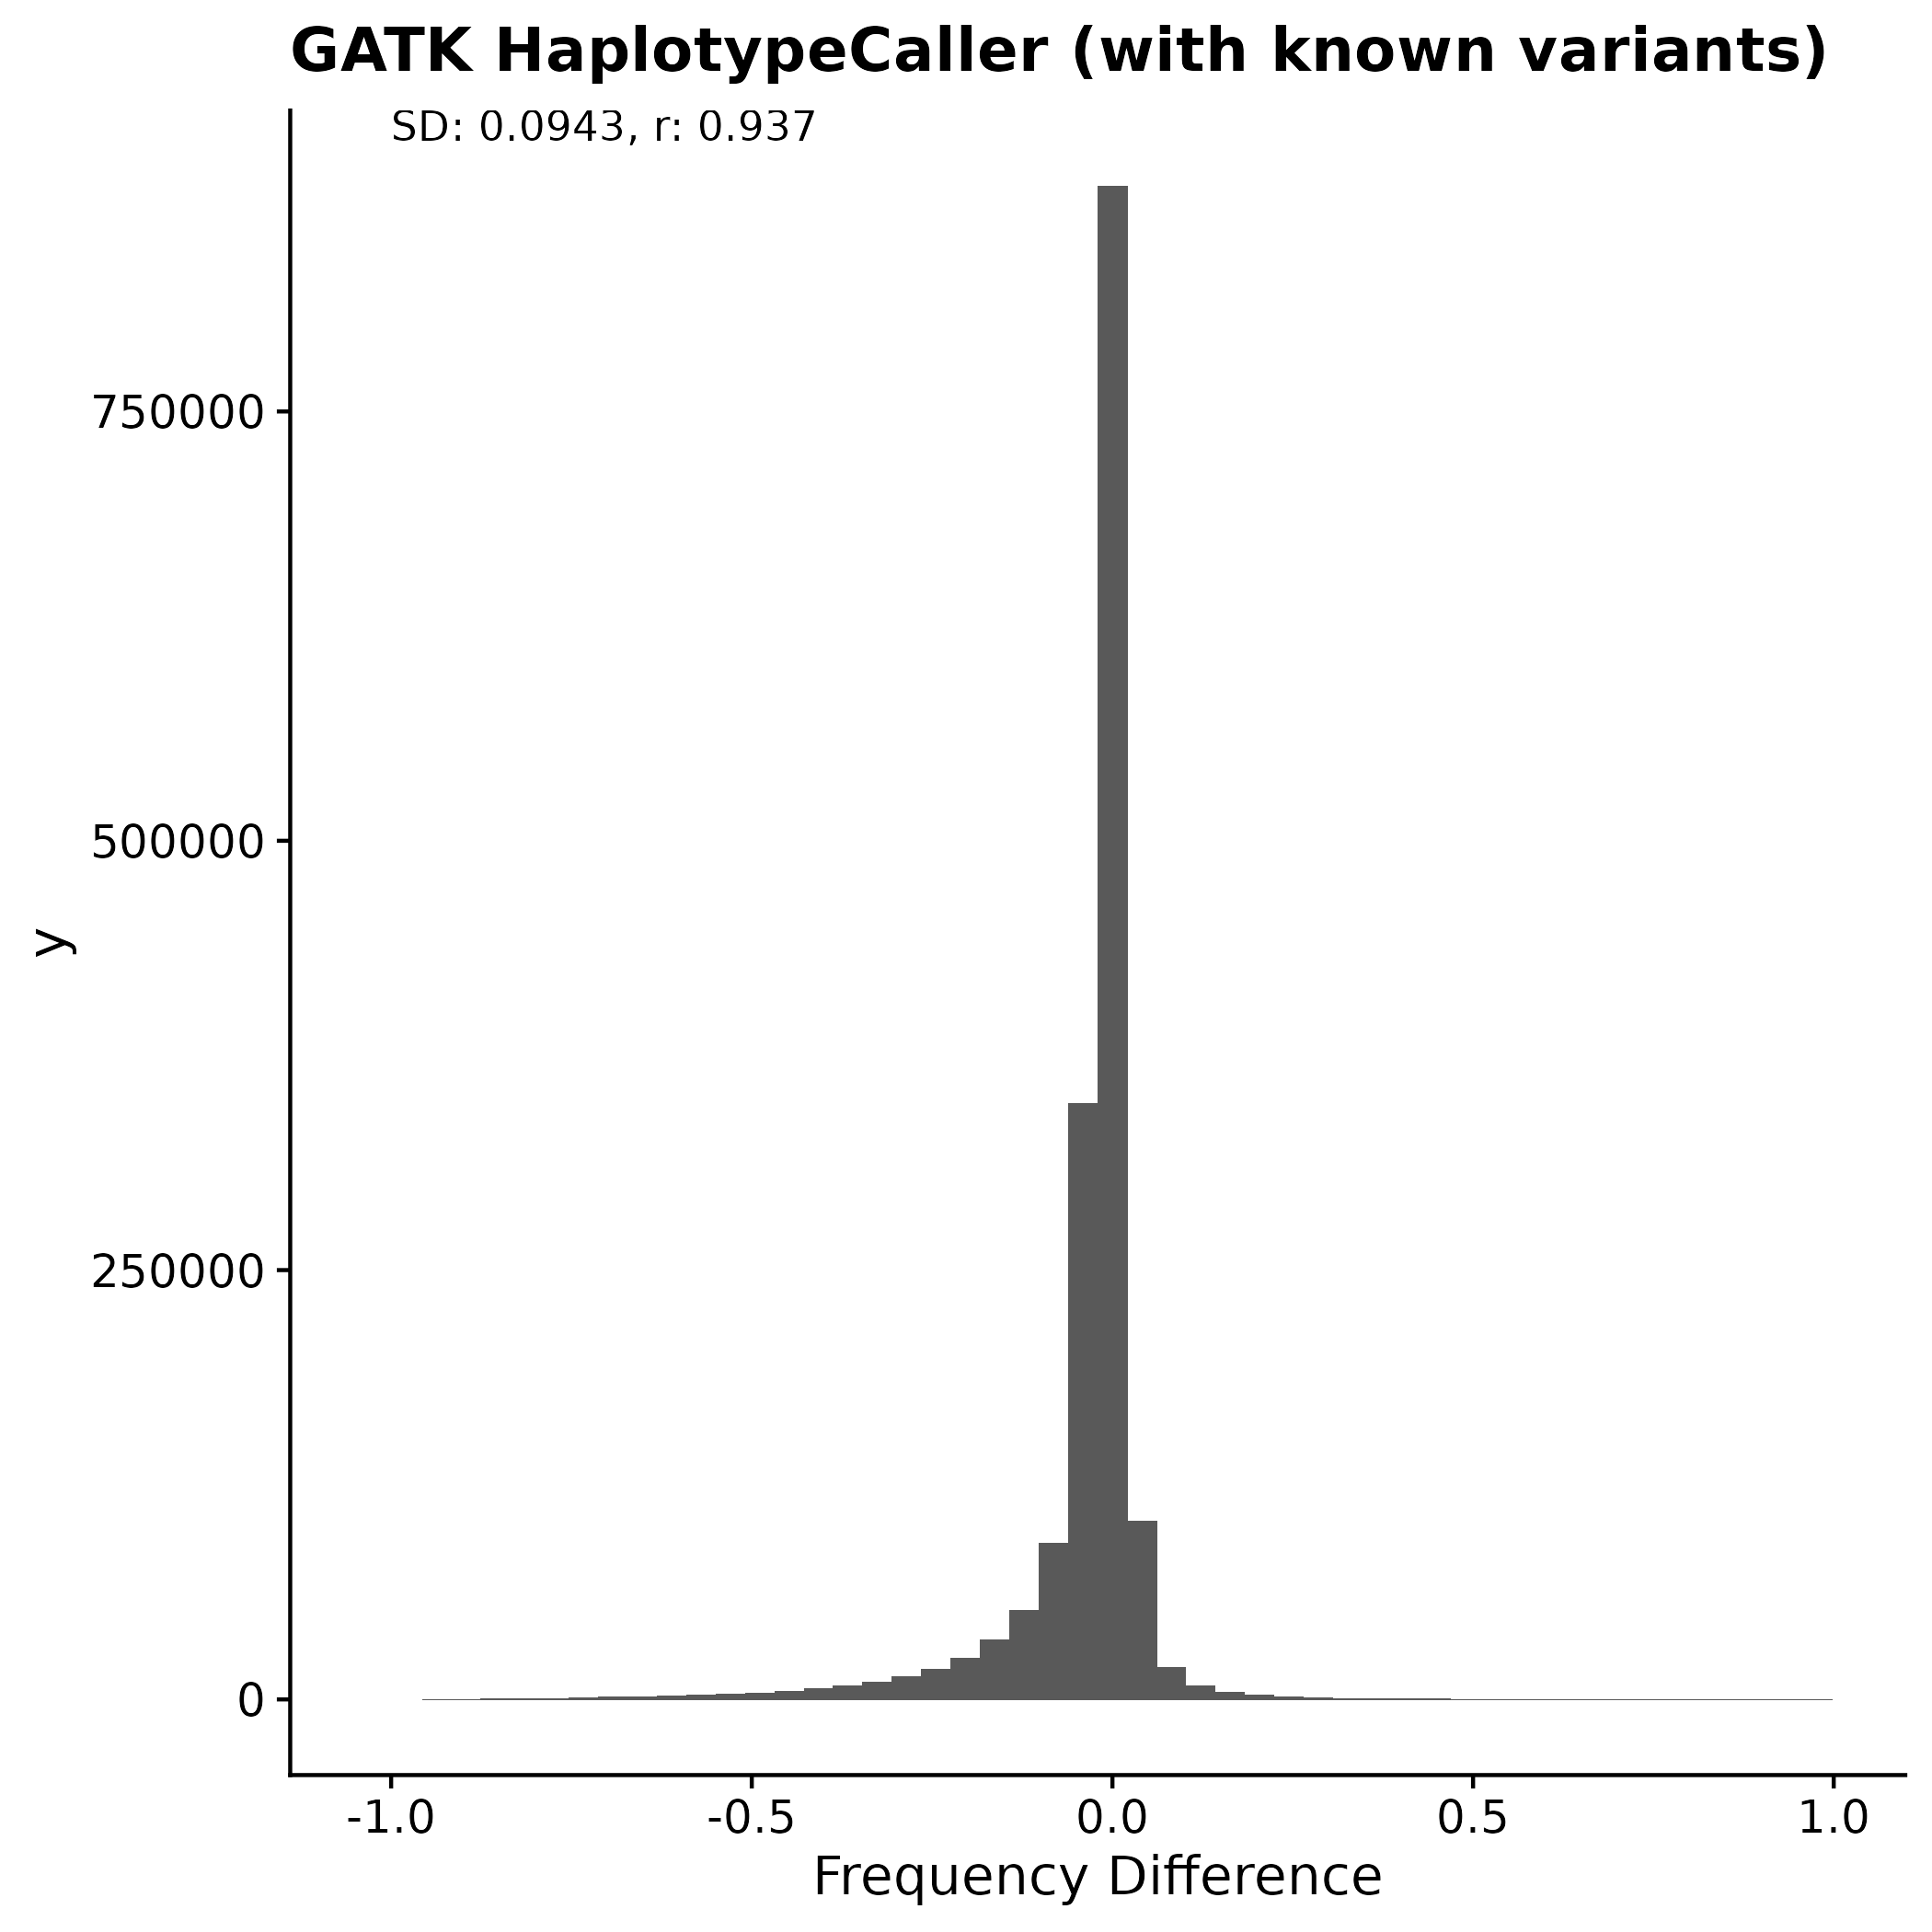 GATK HaplotypeCaller (with known variants)
SD: 0.0943, r: 0.937
750000
500000
y
250000
0
-1.0 -0.5 0.0 0.5 1.0
Frequency Difference